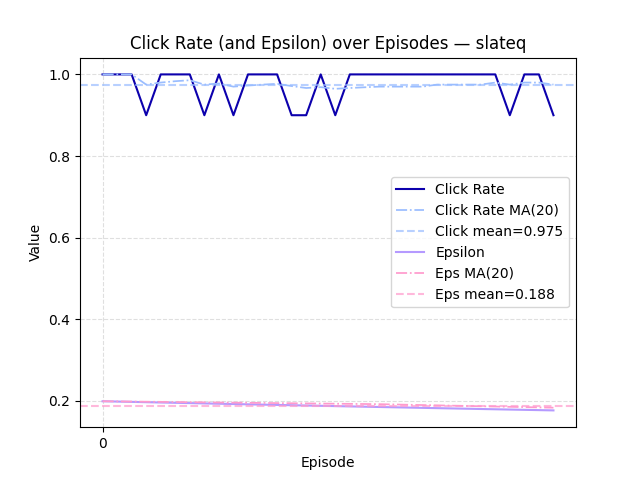 Click Rate (and Epsilon) over Episodes — slateq
1.0
0.8
0.6
0.4
0.2
Value
Click Rate
Click Rate MA(20)
Click mean=0.975
Epsilon
Eps MA(20)
Eps mean=0.188
0
Episode